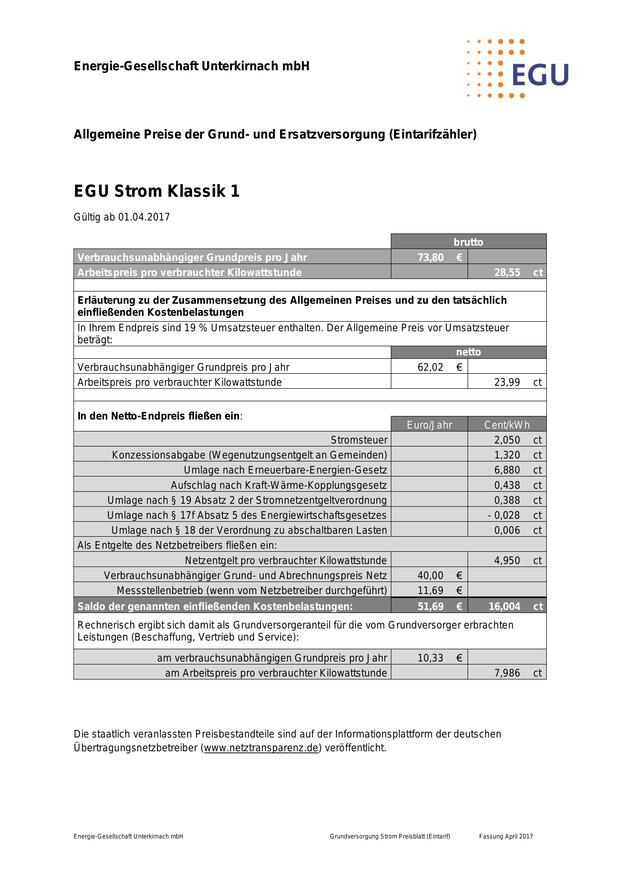 Energie-Gesellschaft Unterkirnach mbH
EGU
Allgemeine Preise der Grund- und Ersatzversorgung (Eintarifzähler)
EGU Strom Klassik 1
Gültig ab 01.04.2017
brutto
Verbrauchsunabhängiger Grundpreis pro Jahr 73,80 €
Arbeitspreis pro verbrauchter Kilowattstunde 28,55 ct
Erläuterung zu der Zusammensetzung des Allgemeinen Preises und zu den tatsächlich
einfließenden Kostenbelastungen
In Ihrem Endpreis sind 19 % Umsatzsteuer enthalten. Der Allgemeine Preis vor Umsatzsteuer
beträgt:
netto
Verbrauchsunabhängiger Grundpreis pro Jahr 62,02 €
Arbeitspreis pro verbrauchter Kilowattstunde 23,99 ct
In den Netto-Endpreis fließen ein:
Euro/Jahr Cent/kWh
Stromsteuer 2,050 ct
Konzessionsabgabe (Wegenutzungsentgelt an Gemeinden) 1,320 ct
Umlage nach Erneuerbare-Energien-Gesetz 6,880 ct
Aufschlag nach Kraft-Wärme-Kopplungsgesetz 0,438 ct
Umlage nach § 19 Absatz 2 der Stromnetzentgeltverordnung 0,388 ct
Umlage nach § 17f Absatz 5 des Energiewirtschaftsgesetzes - 0,028 ct
Umlage nach § 18 der Verordnung zu abschaltbaren Lasten 0,006 ct
Als Entgelte des Netzbetreibers fließen ein:
Netzentgelt pro verbrauchter Kilowattstunde 4,950 ct
Verbrauchsunabhängiger Grund- und Abrechnungspreis Netz 40,00 €
Messstellenbetrieb (wenn vom Netzbetreiber durchgeführt) 11,69 €
Saldo der genannten einfließenden Kostenbelastungen: 51,69 € 16,004 ct
Rechnerisch ergibt sich damit als Grundversorgeranteil für die vom Grundversorger erbrachten
Leistungen (Beschaffung, Vertrieb und Service):
am verbrauchsunabhängigen Grundpreis pro Jahr 10,33 €
am Arbeitspreis pro verbrauchter Kilowattstunde 7,986 ct
Die staatlich veranlassten Preisbestandteile sind auf der Informationsplattform der deutschen
Übertragungsnetzbetreiber (www.netztransparenz.de) veröffentlicht.
Energie-Gesellschaft Unterkirnach mbH Grundversorgung Strom Preisblatt (Eintarif) Fassung April 2017